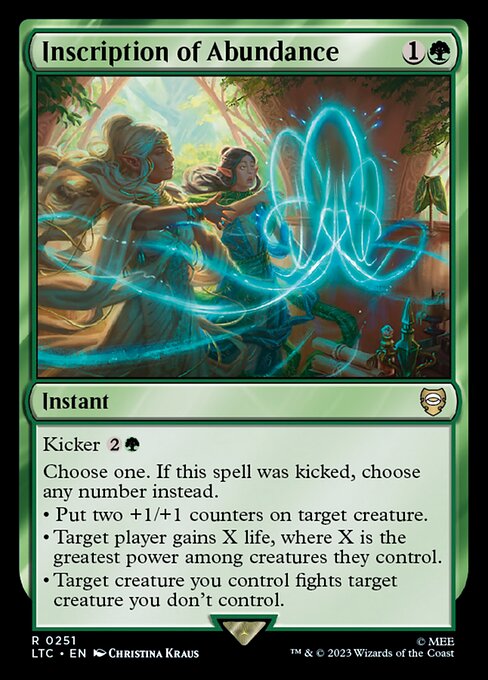 Inscription of Abundance 1
Instant
Kicker 2
Choose one. If this spell was kicked, choose
any number instead.
• Put two +1/+1 counters on target creature.
• Target player gains X life, where X is the
greatest power among creatures they control.
• Target creature you control fights target
creature you don't control.
R 0251
LTC • EN Christina Kraus
© MEE
™ & © 2023 Wizards of the Coast